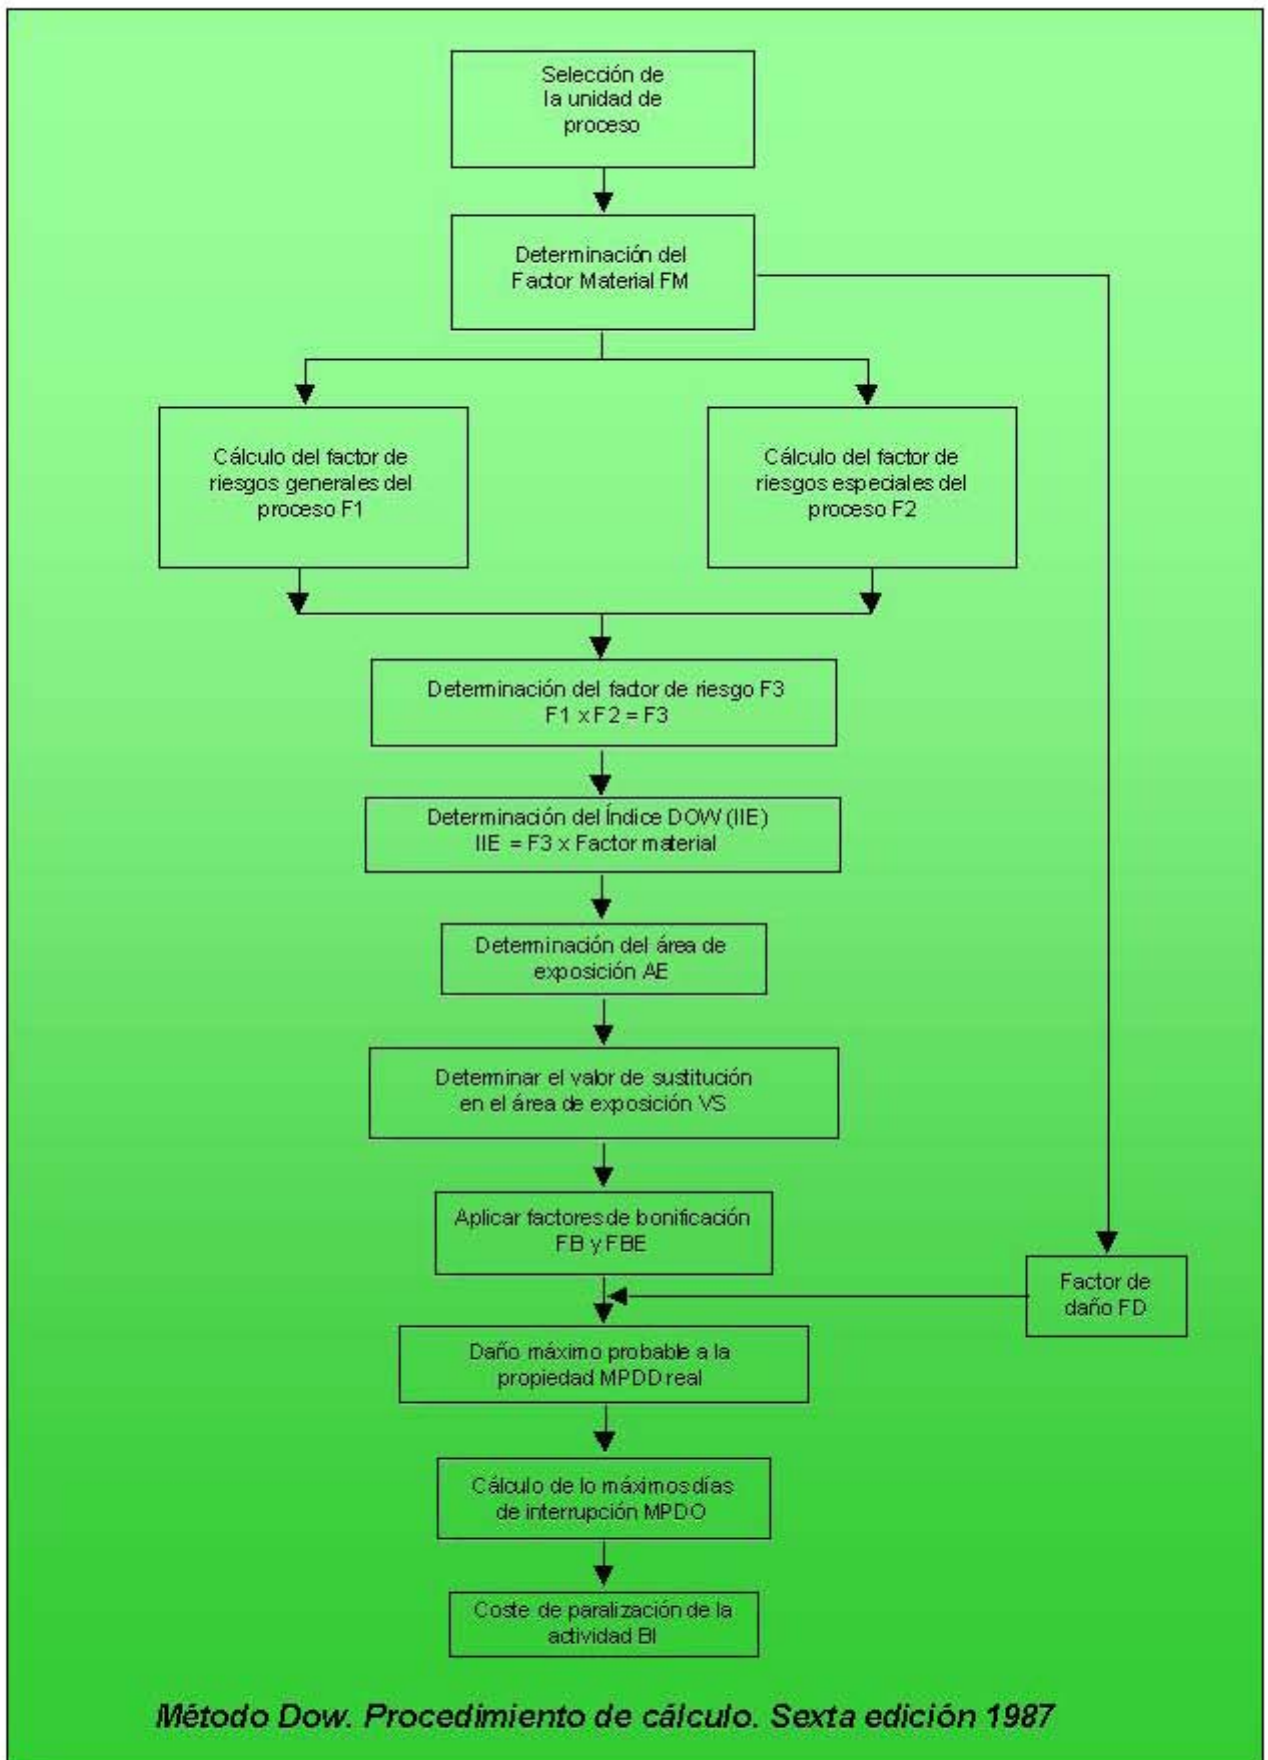 Selección de
la unidad de
proceso
Determinación del
Factor Material FM
Cálculo del factor de
riesgos generales del
proceso F1
Cálculo del factor de
riesgos especiales del
proceso F2
Determinación del factor de riesgo F3
F1 x F2 = F3
Determinación del Índice DOW (IIE)
IIE = F3 x Factor material
Determinación del área de
exposición AE
Determinar el valor de sustitución
en el área de exposición VS
Aplicar factores de bonificación
FB y FBE
Factor de
daño FD
Daño máximo probable a la
propiedad MPDD real
Cálculo de lo máximos días
de interrupción MPDO
Coste de paralización de la
actividad BI
Método Dow. Procedimiento de cálculo. Sexta edición 1987